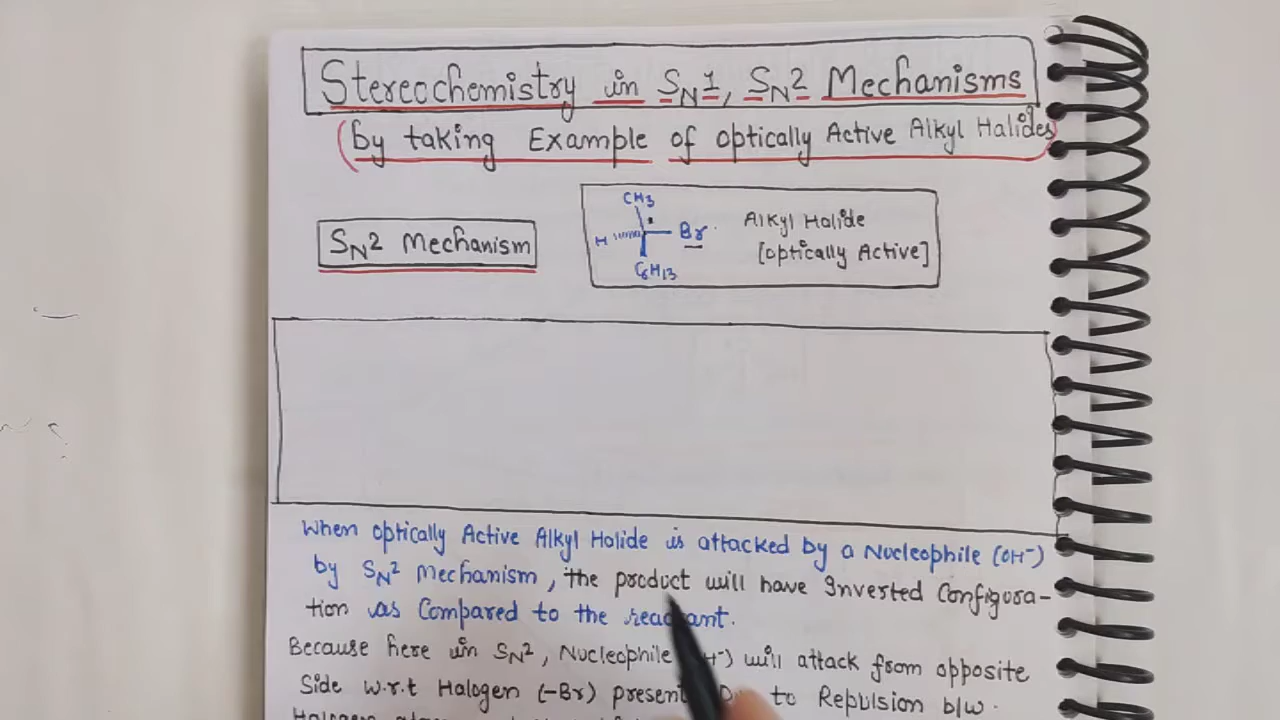 Stereochemistry in SN1, SN2 Mechanisms
(by taking Example of optically Active Alkyl Halides)
SN2 Mechanism
CH3
H Br
C6H13
Alkyl Halide
[optically Active]
When optically Active Alkyl Halide is attacked by a Nucleophile (OH⁻)
by SN2 Mechanism, the product will have Inverted Configura-
tion as Compared to the reactant.
Because here in SN2, Nucleophile H⁻) will attack from opposite
Side w.r.t Halogen (-Br) present to Repulsion b/w.